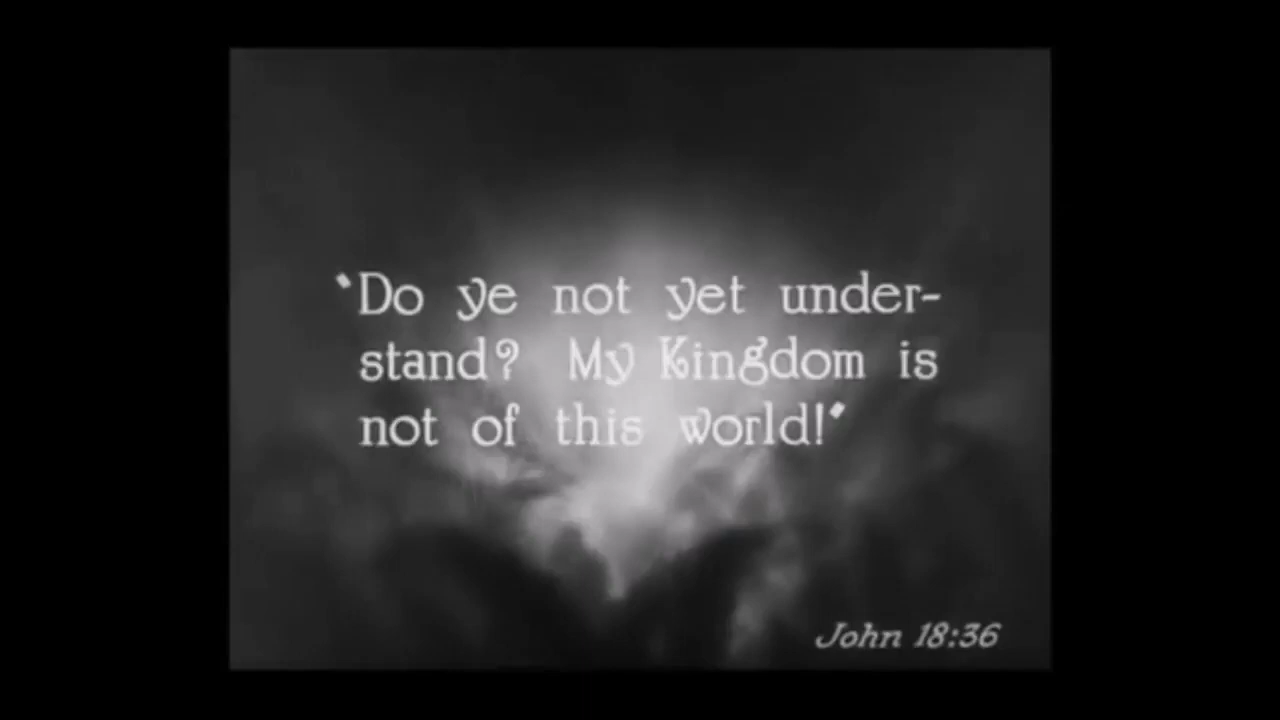 "Do ye not yet under-
stand? My Kingdom is
not of this world!"
John 18:36